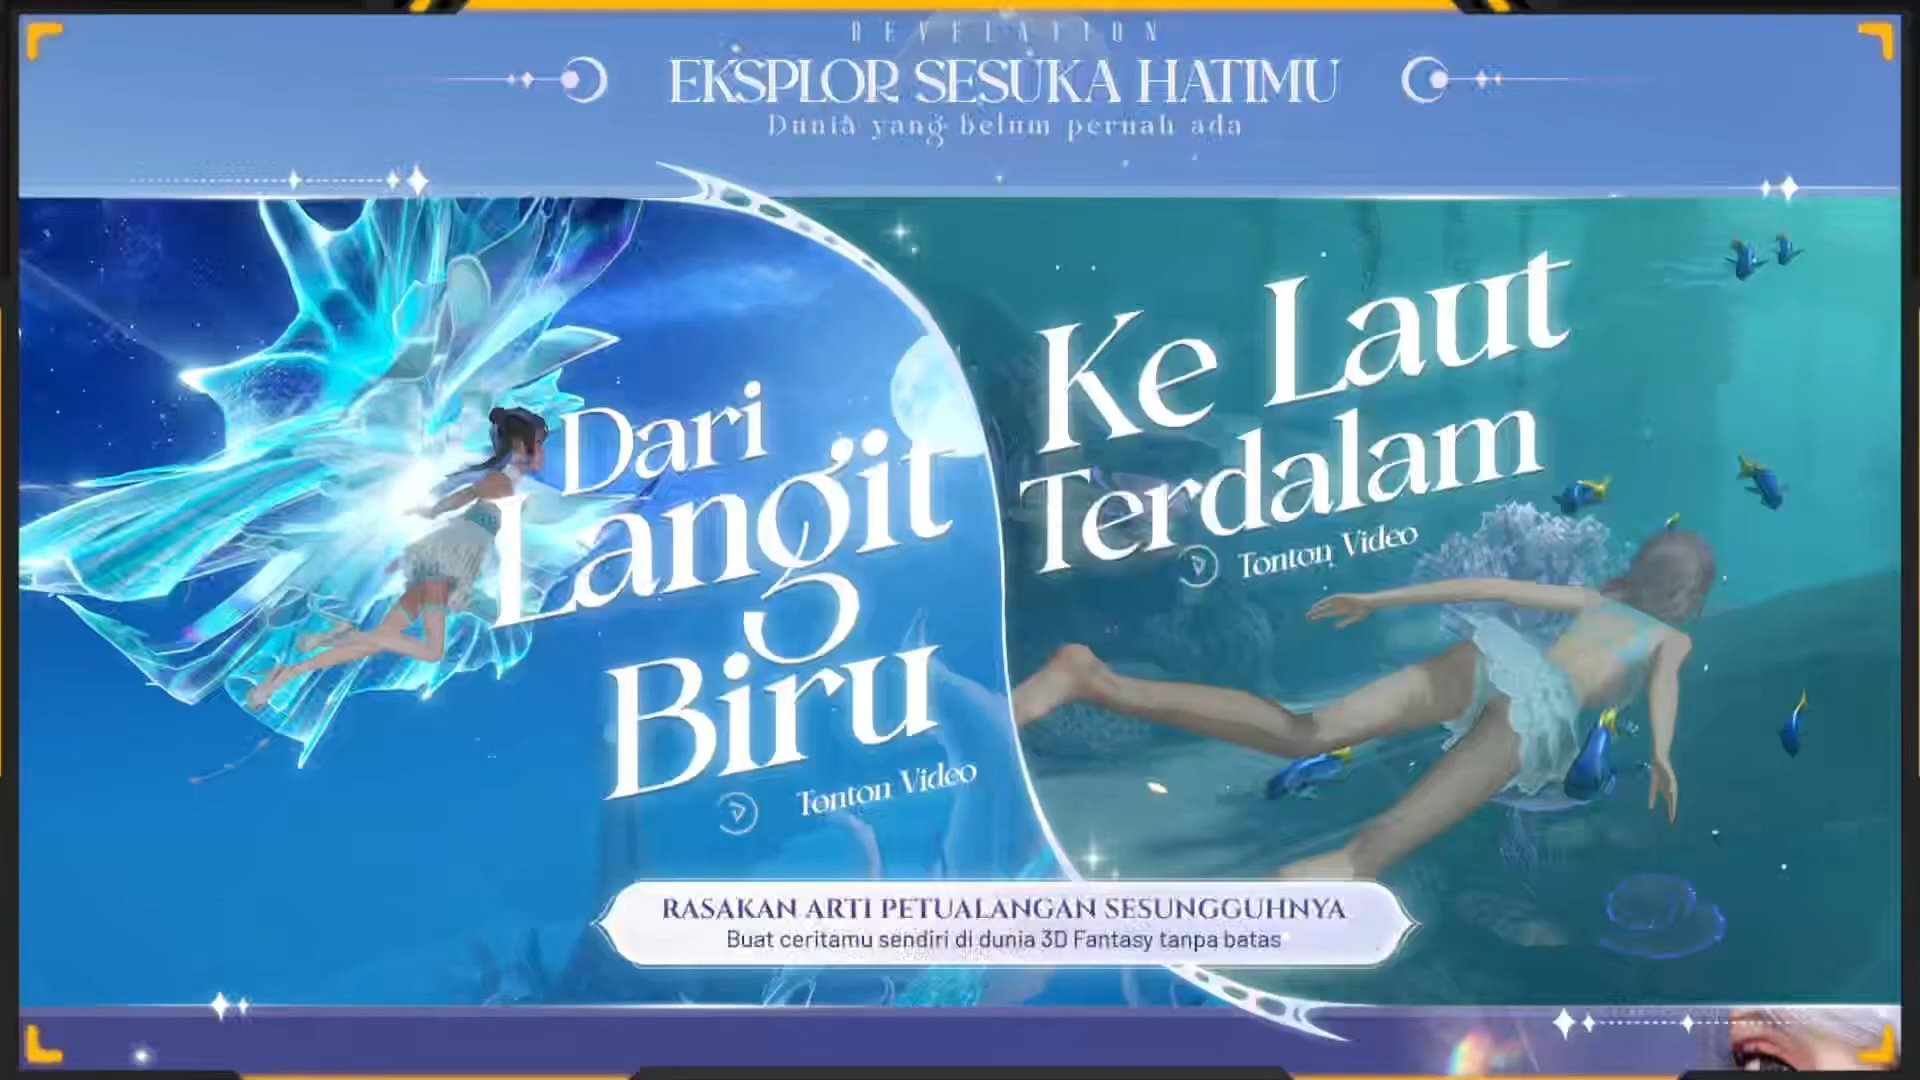 REVELATION
EKSPLOR SESUKA HATIMU
Dunia yang belum pernah ada
Dari
Langit
Biru
Tonton Video
Ke Laut
Terdalam
Tonton Video
RASAKAN ARTI PETUALANGAN SESUNGGUHNYA
Buat ceritamu sendiri di dunia 3D Fantasy tanpa batas